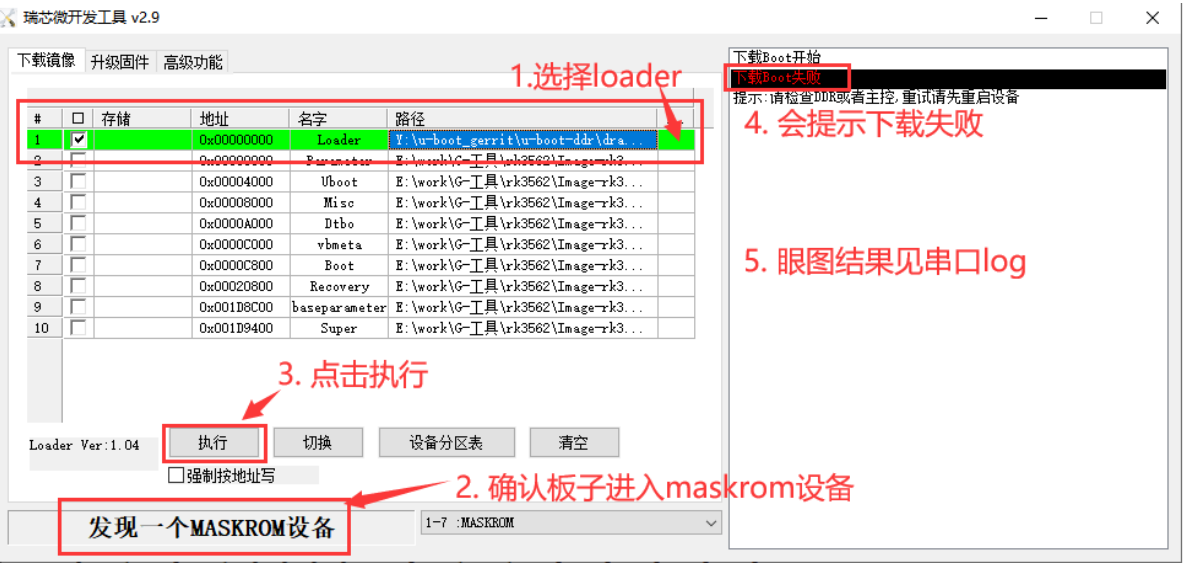 瑞芯微开发工具 v2.9
下载镜像 升级固件 高级功能
1.选择loader
# 存储 地址 名字 路径
1 0x00000000 Loader Y:\u-boot_gerrit\u-boot-ddr\dra...
2 0x00000000 Parameter E:\work\G-工具\rk3562\Image-rk3...
3 0x00004000 Uboot E:\work\G-工具\rk3562\Image-rk3...
4 0x00008000 Misc E:\work\G-工具\rk3562\Image-rk3...
5 0x0000A000 Dtbo E:\work\G-工具\rk3562\Image-rk3...
6 0x0000C000 vbmeta E:\work\G-工具\rk3562\Image-rk3...
7 0x0000C800 Boot E:\work\G-工具\rk3562\Image-rk3...
8 0x00020800 Recovery E:\work\G-工具\rk3562\Image-rk3...
9 0x001D8C00 baseparameter E:\work\G-工具\rk3562\Image-rk3...
10 0x001D9400 Super E:\work\G-工具\rk3562\Image-rk3...
3. 点击执行
Loader Ver:1.04 执行 切换 设备分区表 清空
强制按地址写
2. 确认板子进入maskrom设备
发现一个MASKROM设备 1-7 :MASKROM
下载Boot开始
下载Boot失败
提示:请检查DDR或者主控,重试请先重启设备
4. 会提示下载失败
5. 眼图结果见串口log